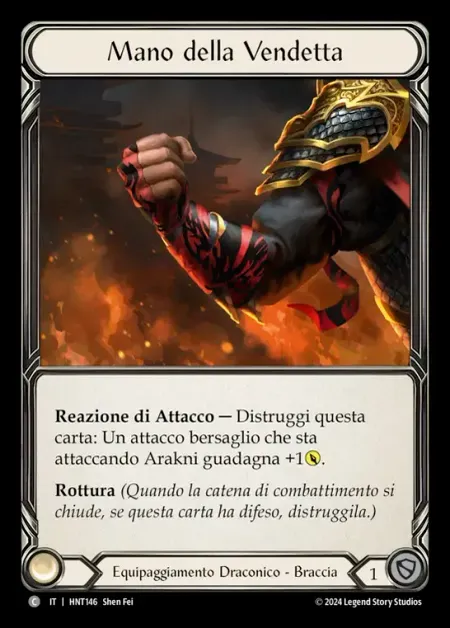 Mano della Vendetta
Reazione di Attacco — Distruggi questa
carta: Un attacco bersaglio che sta
attaccando Arakni guadagna +1.
Rottura (Quando la catena di combattimento si
chiude, se questa carta ha difeso, distruggila.)
Equipaggiamento Draconico - Braccia
1
C IT | HNT146 Shen Fei
© 2024 Legend Story Studios